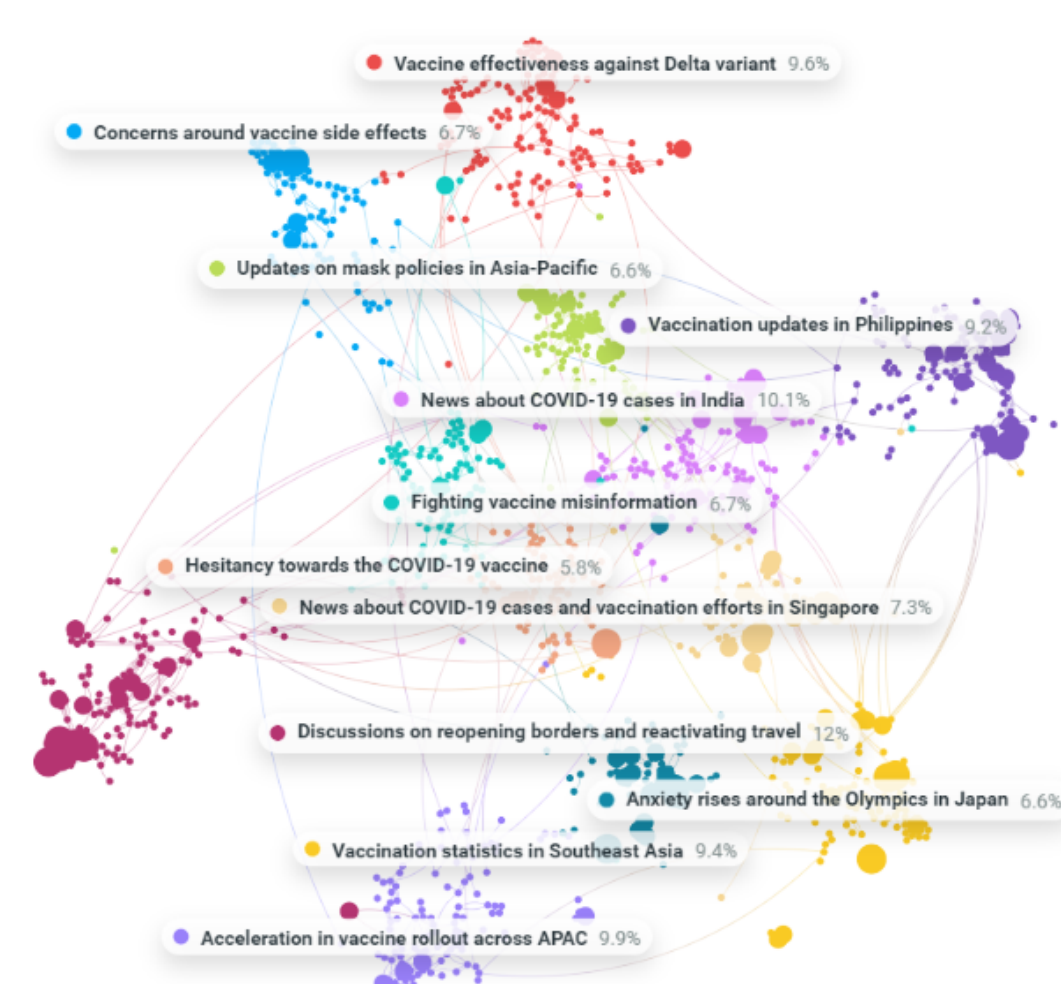 Vaccine effectiveness against Delta variant 9.6%
Concerns around vaccine side effects 6.7%
Updates on mask policies in Asia-Pacific 6.6%
Vaccination updates in Philippines 9.2%
News about COVID-19 cases in India 10.1%
Fighting vaccine misinformation 6.7%
Hesitancy towards the COVID-19 vaccine 5.8%
News about COVID-19 cases and vaccination efforts in Singapore 7.3%
Discussions on reopening borders and reactivating travel 12%
Anxiety rises around the Olympics in Japan 6.6%
Vaccination statistics in Southeast Asia 9.4%
Acceleration in vaccine rollout across APAC 9.9%